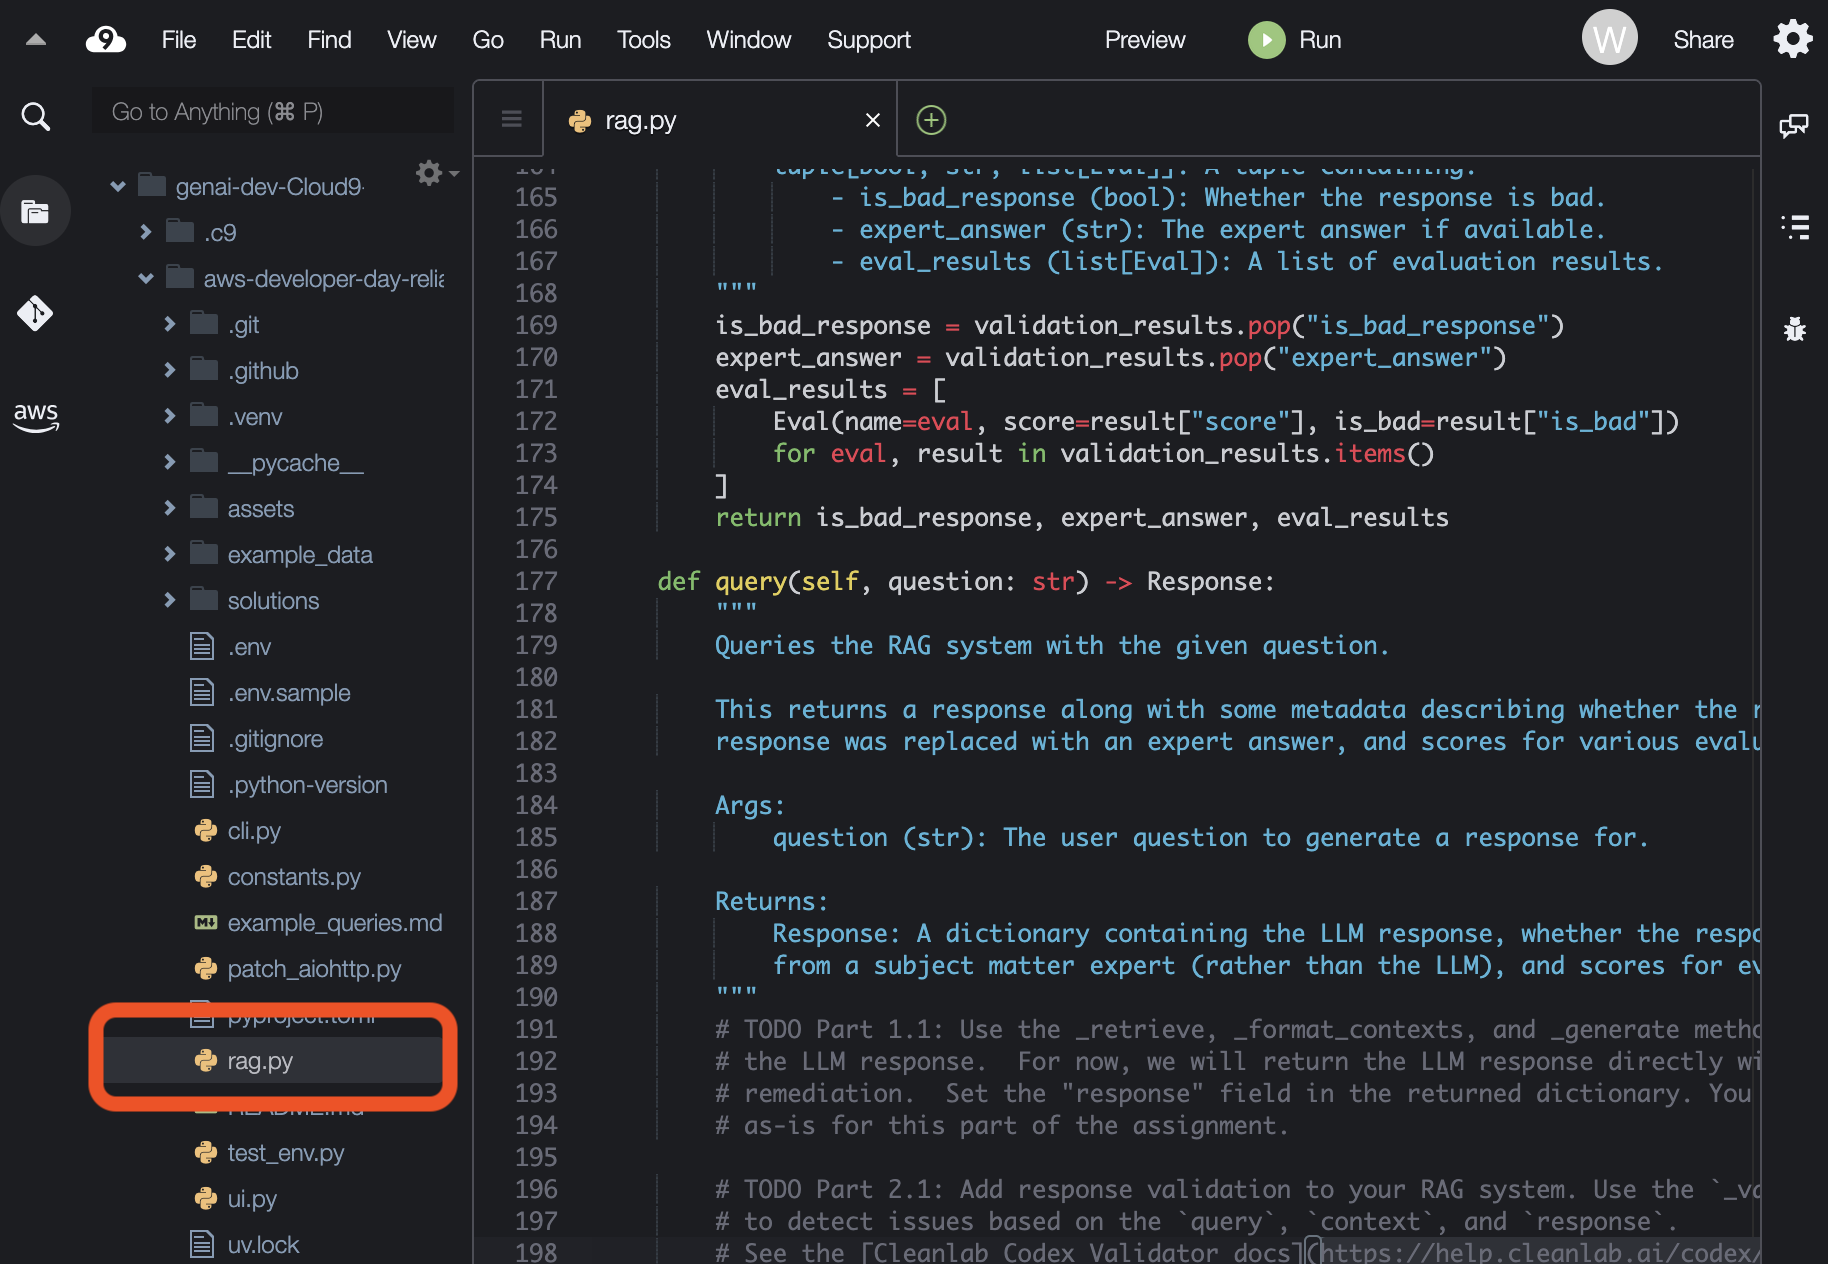 9 File Edit Find View Go Run Tools Window Support Preview Run W Share
Go to Anything (⌘ P)
rag.py ×
genai-dev-Cloud9-
.c9
aws-developer-day-relia
.git
.github
.venv
__pycache__
assets
example_data
solutions
.env
.env.sample
.gitignore
.python-version
cli.py
constants.py
example_queries.md
patch_aiohttp.py
pyproject.toml
rag.py
README.md
test_env.py
ui.py
uv.lock
aws
164 tuple[bool, str, list[Eval]]: A tuple containing:
165 - is_bad_response (bool): Whether the response is bad.
166 - expert_answer (str): The expert answer if available.
167 - eval_results (list[Eval]): A list of evaluation results.
168 """
169 is_bad_response = validation_results.pop("is_bad_response")
170 expert_answer = validation_results.pop("expert_answer")
171 eval_results = [
172 Eval(name=eval, score=result["score"], is_bad=result["is_bad"])
173 for eval, result in validation_results.items()
174 ]
175 return is_bad_response, expert_answer, eval_results
176
177 def query(self, question: str) -> Response:
178 """
179 Queries the RAG system with the given question.
180
181 This returns a response along with some metadata describing whether the r
182 response was replaced with an expert answer, and scores for various evalu
183
184 Args:
185 question (str): The user question to generate a response for.
186
187 Returns:
188 Response: A dictionary containing the LLM response, whether the respo
189 from a subject matter expert (rather than the LLM), and scores for ev
190 """
191 # TODO Part 1.1: Use the _retrieve, _format_contexts, and _generate metho
192 # the LLM response.  For now, we will return the LLM response directly wi
193 # remediation.  Set the "response" field in the returned dictionary. You
194 # as-is for this part of the assignment.
195
196 # TODO Part 2.1: Add response validation to your RAG system. Use the `_va
197 # to detect issues based on the `query`, `context`, and `response`.
198 # See the [Cleanlab Codex Validator docs](https://help.cleanlab.ai/codex/